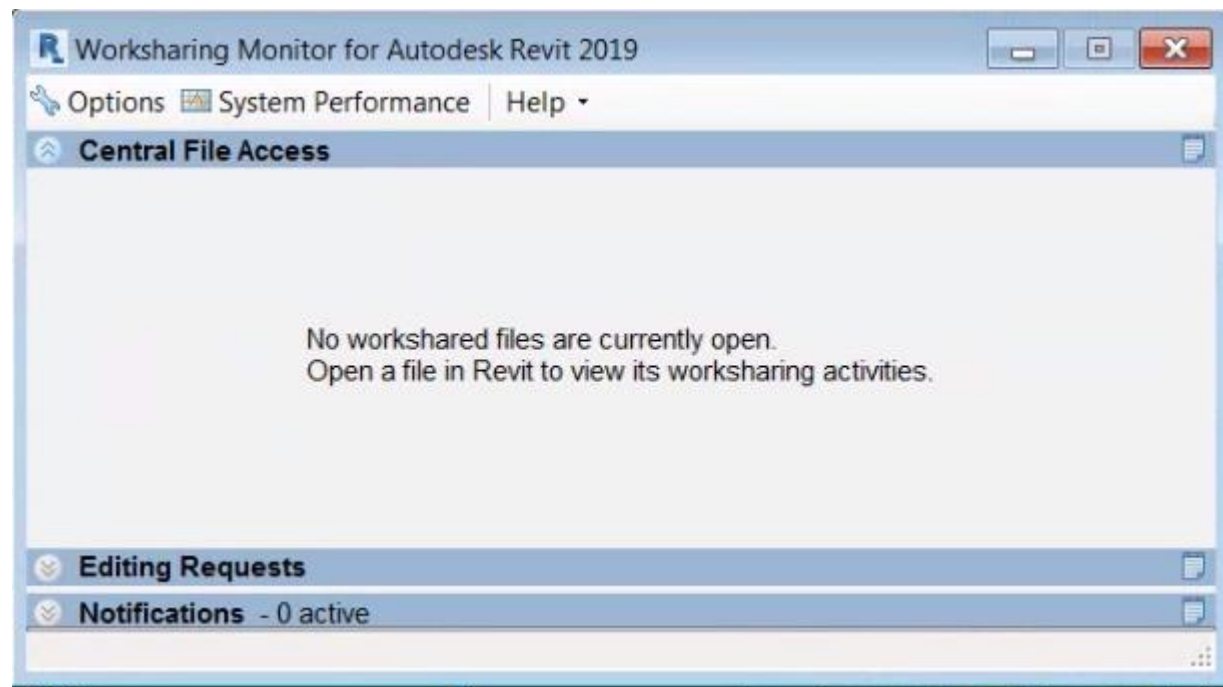 Worksharing Monitor for Autodesk Revit 2019
Options System Performance Help
Central File Access
No workshared files are currently open.
Open a file in Revit to view its worksharing activities.
Editing Requests
Notifications - 0 active